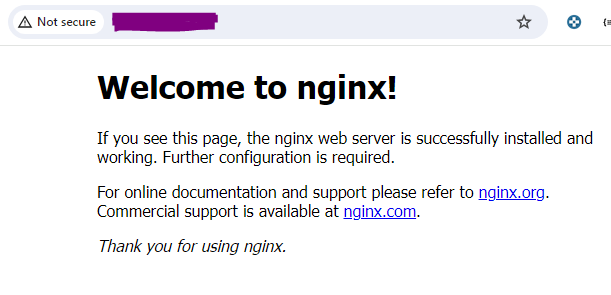 Not secure
Welcome to nginx!
If you see this page, the nginx web server is successfully installed and
working. Further configuration is required.
For online documentation and support please refer to nginx.org.
Commercial support is available at nginx.com.
Thank you for using nginx.